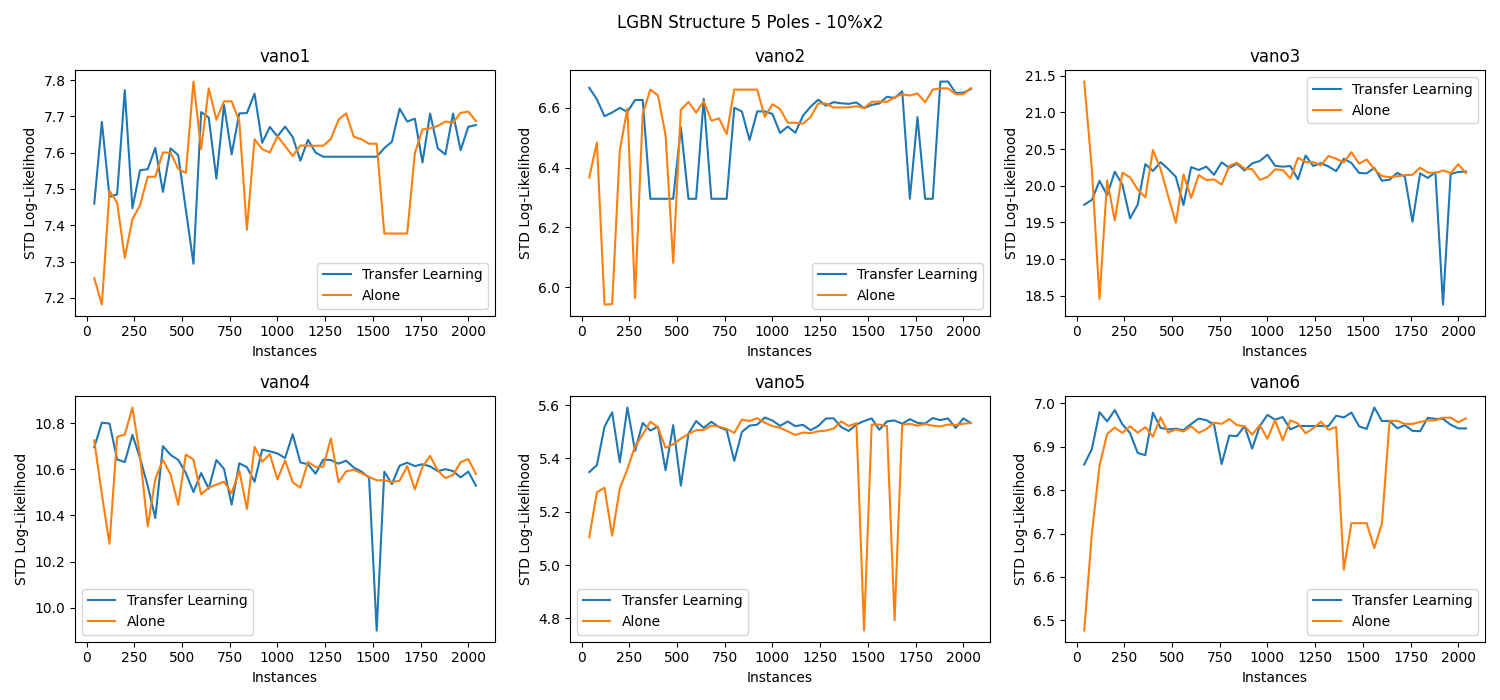 LGBN Structure 5 Poles - 10%x2
vano1
STD Log-Likelihood
7.8
7.7
7.6
7.5
7.4
7.3
7.2
Transfer Learning
Alone
0 250 500 750 1000 1250 1500 1750 2000
Instances
vano2
STD Log-Likelihood
6.6
6.4
6.2
6.0
Transfer Learning
Alone
0 250 500 750 1000 1250 1500 1750 2000
Instances
vano3
STD Log-Likelihood
21.5
21.0
20.5
20.0
19.5
19.0
18.5
Transfer Learning
Alone
0 250 500 750 1000 1250 1500 1750 2000
Instances
vano4
STD Log-Likelihood
10.8
10.6
10.4
10.2
10.0
Transfer Learning
Alone
0 250 500 750 1000 1250 1500 1750 2000
Instances
vano5
STD Log-Likelihood
5.6
5.4
5.2
5.0
4.8
Transfer Learning
Alone
0 250 500 750 1000 1250 1500 1750 2000
Instances
vano6
STD Log-Likelihood
7.0
6.9
6.8
6.7
6.6
6.5
Transfer Learning
Alone
0 250 500 750 1000 1250 1500 1750 2000
Instances